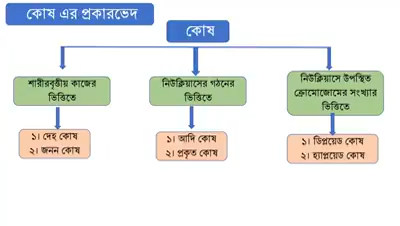 কোষ এর প্রকারভেদ
কোষ
শারীরবৃত্তীয় কাজের
ভিত্তিতে
নিউক্লিয়াসের গঠনের
ভিত্তিতে
নিউক্লিয়াসে উপস্থিত
ক্রোমোজোমের সংখ্যার
ভিত্তিতে
১। দেহ কোষ
২। জনন কোষ
১। আদি কোষ
২। প্রকৃত কোষ
১। ডিপ্লয়েড কোষ
২। হ্যাপ্লয়েড কোষ